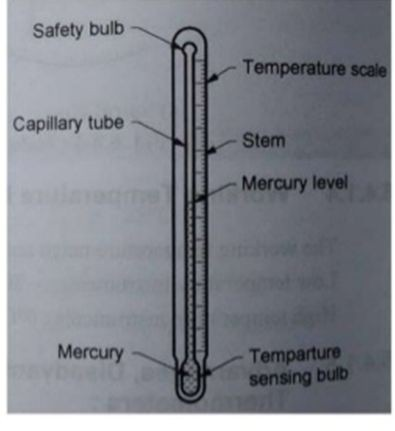 Safety bulb
Temperature scale
Capillary tube
Stem
Mercury level
Mercury
Temparture
sensing bulb